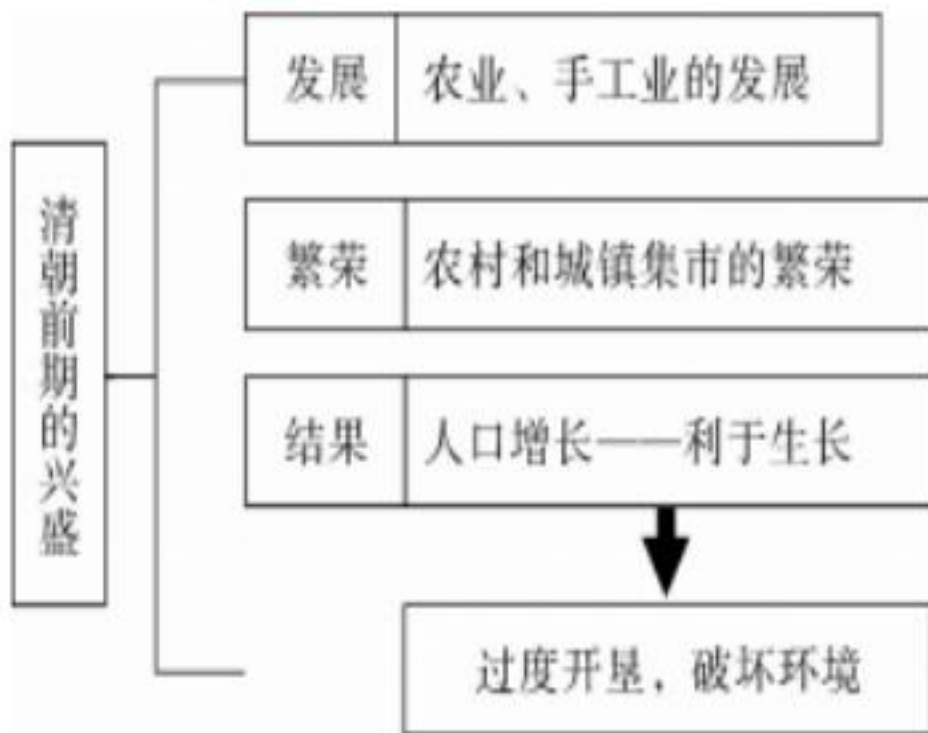 清朝前期的兴盛
发展 农业、手工业的发展
繁荣 农村和城镇集市的繁荣
结果 人口增长——利于生长
过度开垦，破坏环境